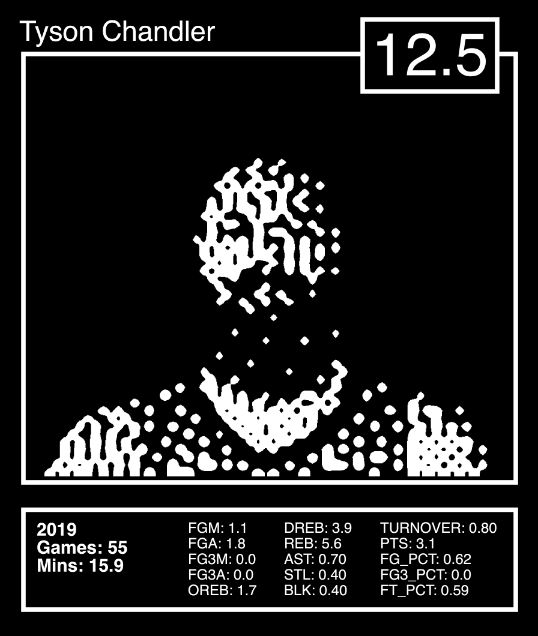 Tyson Chandler
12.5
2019
Games: 55
Mins: 15.9
FGM: 1.1
FGA: 1.8
FG3M: 0.0
FG3A: 0.0
OREB: 1.7
DREB: 3.9
REB: 5.6
AST: 0.70
STL: 0.40
BLK: 0.40
TURNOVER: 0.80
PTS: 3.1
FG_PCT: 0.62
FG3_PCT: 0.0
FT_PCT: 0.59